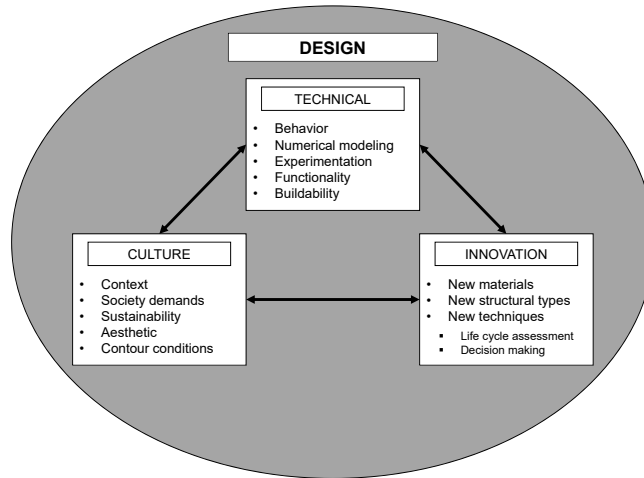 DESIGN
TECHNICAL
• Behavior
• Numerical modeling
• Experimentation
• Functionality
• Buildability
CULTURE
• Context
• Society demands
• Sustainability
• Aesthetic
• Contour conditions
INNOVATION
• New materials
• New structural types
• New techniques
▪ Life cycle assessment
▪ Decision making